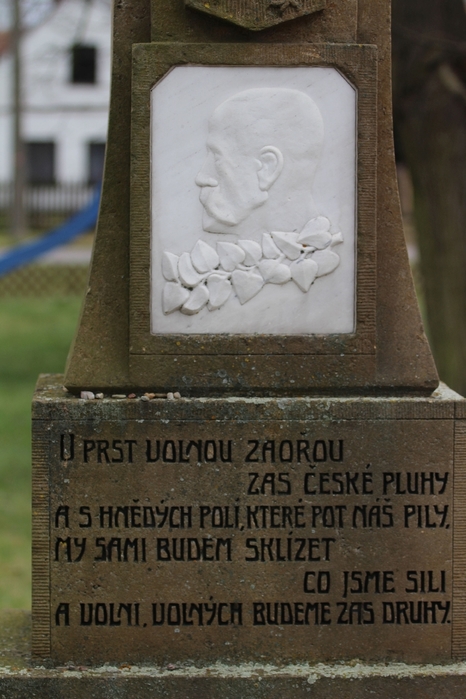 U PRST VOLNOU ZAOŘOU
ZAS ČESKÉ PLUHY
A S HNĚDÝCH POLÍ, KTERÉ POT NÁŠ PILY,
MY SAMI BUDEM SKLÍZET
CO JSME SILI
A VOLNI, VOLNÝCH BUDEME ZAS DRUHY.